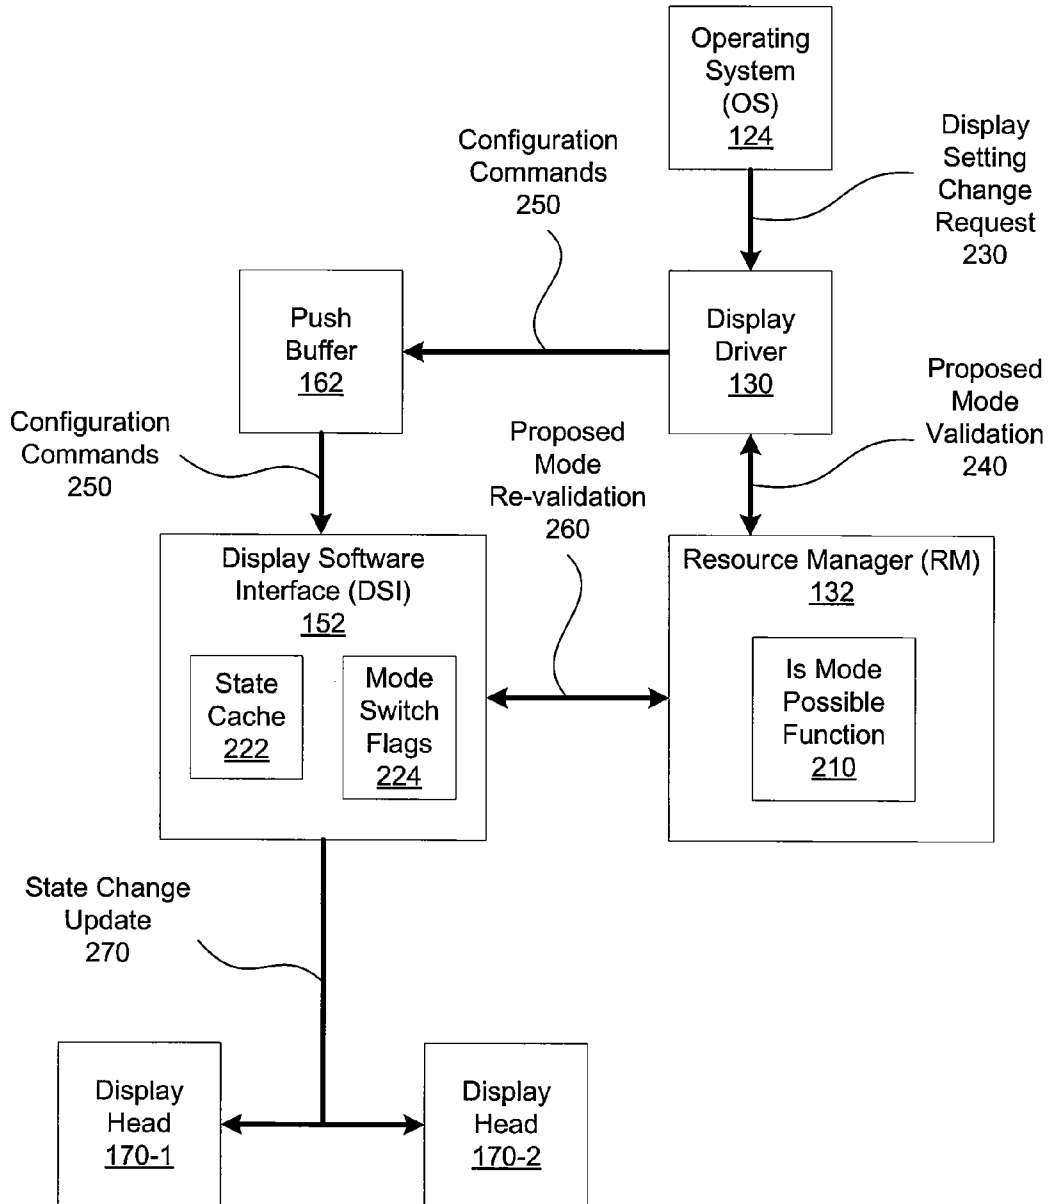 Operating
System
(OS)
124
Configuration
Commands
250
Display
Setting
Change
Request
230
Push
Buffer
162
Display
Driver
130
Configuration
Commands
250
Proposed
Mode
Re-validation
260
Proposed
Mode
Validation
240
Display Software
Interface (DSI)
152
State
Cache
222
Mode
Switch
Flags
224
Resource Manager (RM)
132
Is Mode
Possible
Function
210
State Change
Update
270
Display
Head
170-1
Display
Head
170-2